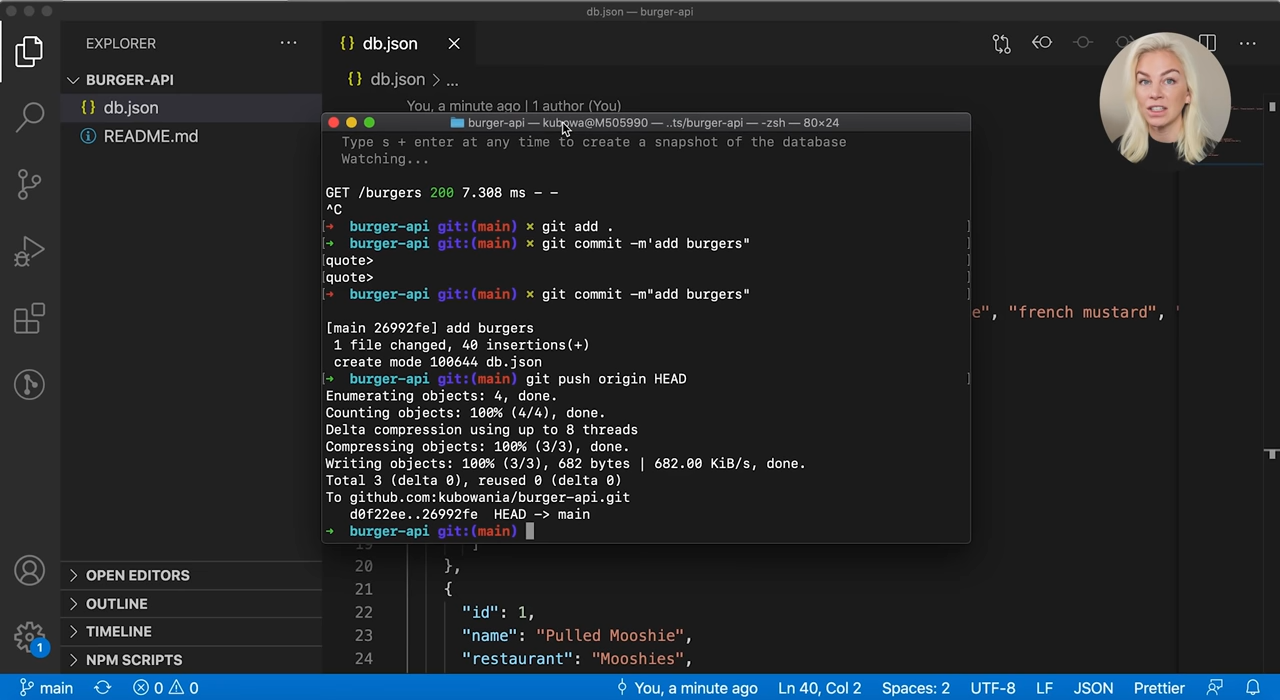 db.json — burger-api
EXPLORER
{} db.json
BURGER-API
{} db.json > ...
{} db.json
README.md
You, a minute ago | 1 author (You)
burger-api — kubowa@M505990 — ..ts/burger-api — -zsh — 80×24
Type s + enter at any time to create a snapshot of the database
Watching...
GET /burgers 200 7.308 ms - -
^C
[→ burger-api git:(main) × git add . ]
[→ burger-api git:(main) × git commit -m'add burgers" ]
[quote> ]
[quote> ]
[→ burger-api git:(main) × git commit -m"add burgers" ]
e", "french mustard", "
[main 26992fe] add burgers
1 file changed, 40 insertions(+)
create mode 100644 db.json
[→ burger-api git:(main) git push origin HEAD ]
Enumerating objects: 4, done.
Counting objects: 100% (4/4), done.
Delta compression using up to 8 threads
Compressing objects: 100% (3/3), done.
Writing objects: 100% (3/3), 682 bytes | 682.00 KiB/s, done.
Total 3 (delta 0), reused 0 (delta 0)
To github.com:kubowania/burger-api.git
d0f22ee..26992fe HEAD -> main
→ burger-api git:(main)
19 ]
20 },
21 {
22 "id": 1,
23 "name": "Pulled Mooshie",
24 "restaurant": "Mooshies",
OPEN EDITORS
OUTLINE
TIMELINE
NPM SCRIPTS
1
main 0 0 You, a minute ago Ln 40, Col 2 Spaces: 2 UTF-8 LF JSON Prettier